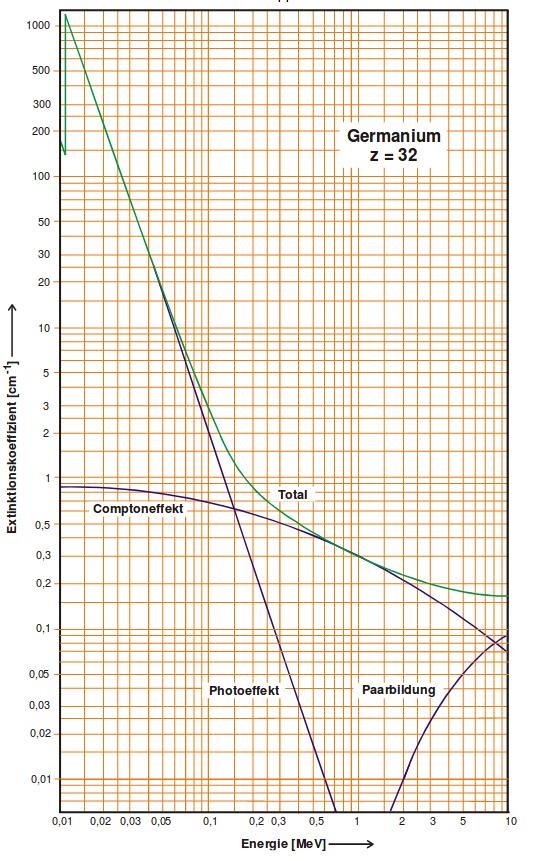 1000
500
300
200
100
50
30
20
10
5
3
2
1
0,5
0,3
0,2
0,1
0,05
0,03
0,02
0,01
Extinktionskoeffizient [cm⁻¹]
Germanium
z = 32
Total
Comptoneffekt
Photoeffekt
Paarbildung
0,01 0,02 0,03 0,05 0,1 0,2 0,3 0,5 1 2 3 5 10
Energie [MeV]